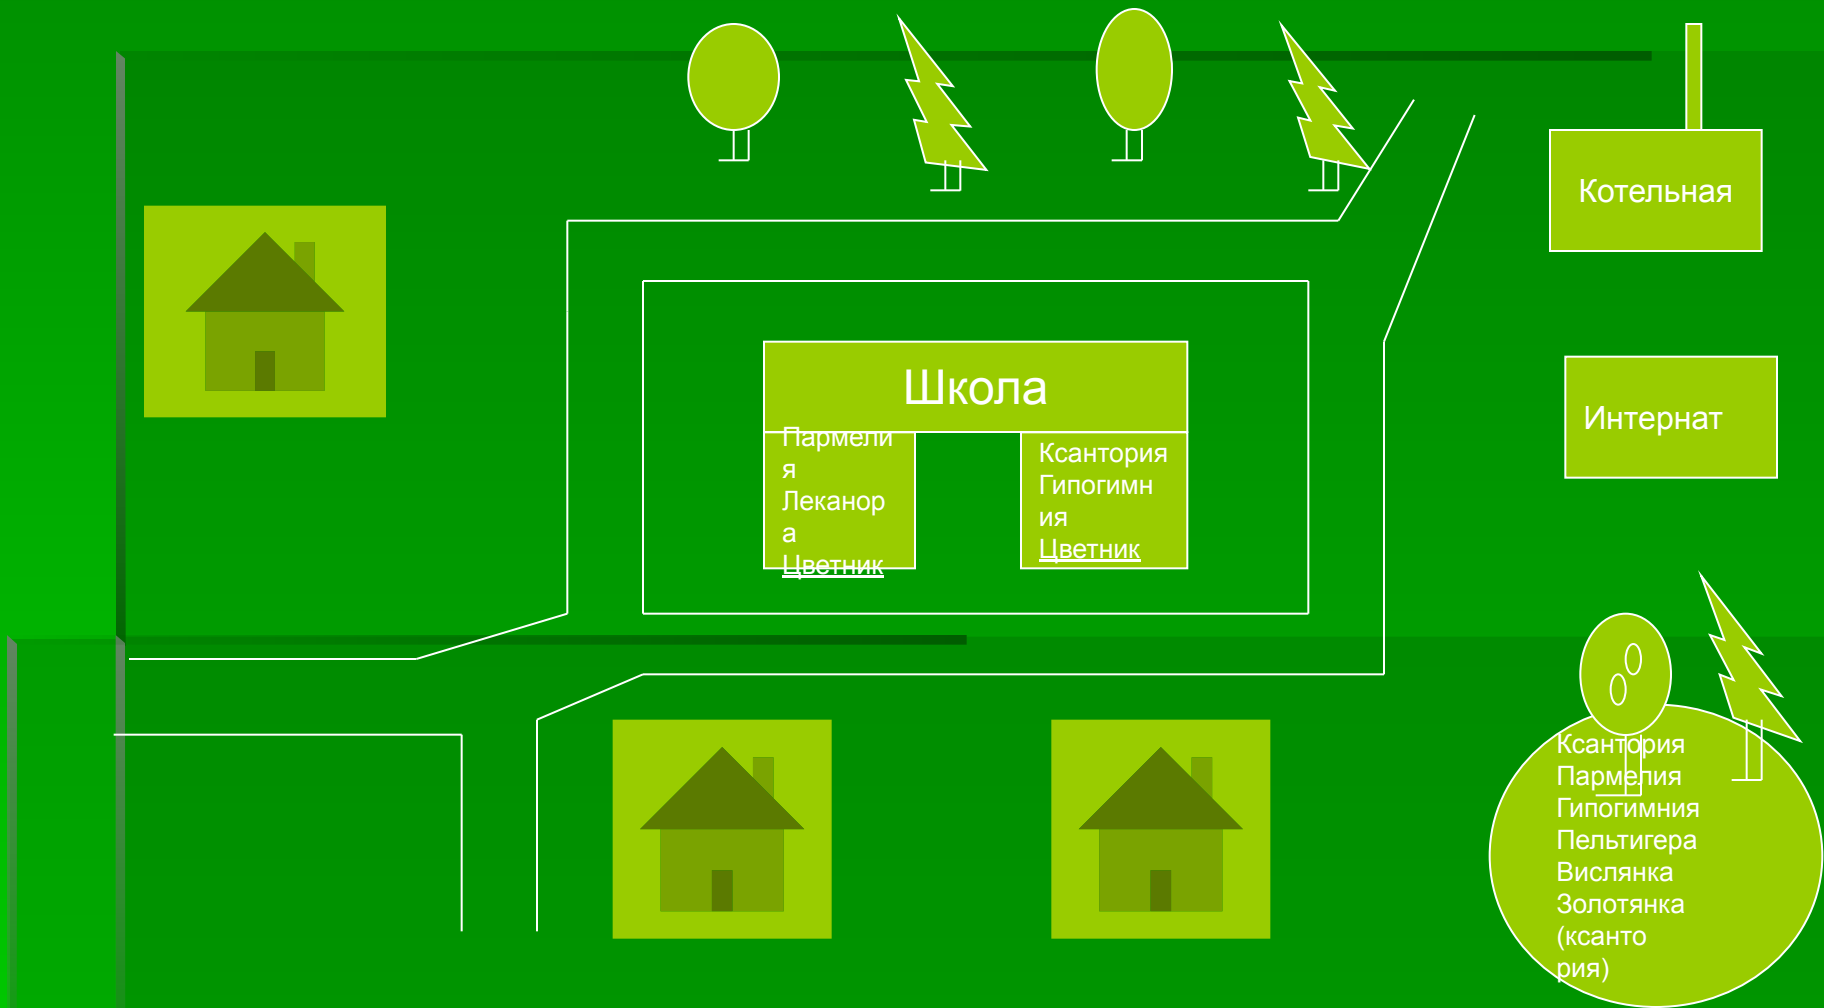 Котельная
Школа
Интернат
Пармели
я
Леканор
а
Цветник
Ксантория
Гипогимн
ия
Цветник
Ксантория
Пармелия
Гипогимния
Пельтигера
Вислянка
Золотянка
(ксанто
рия)